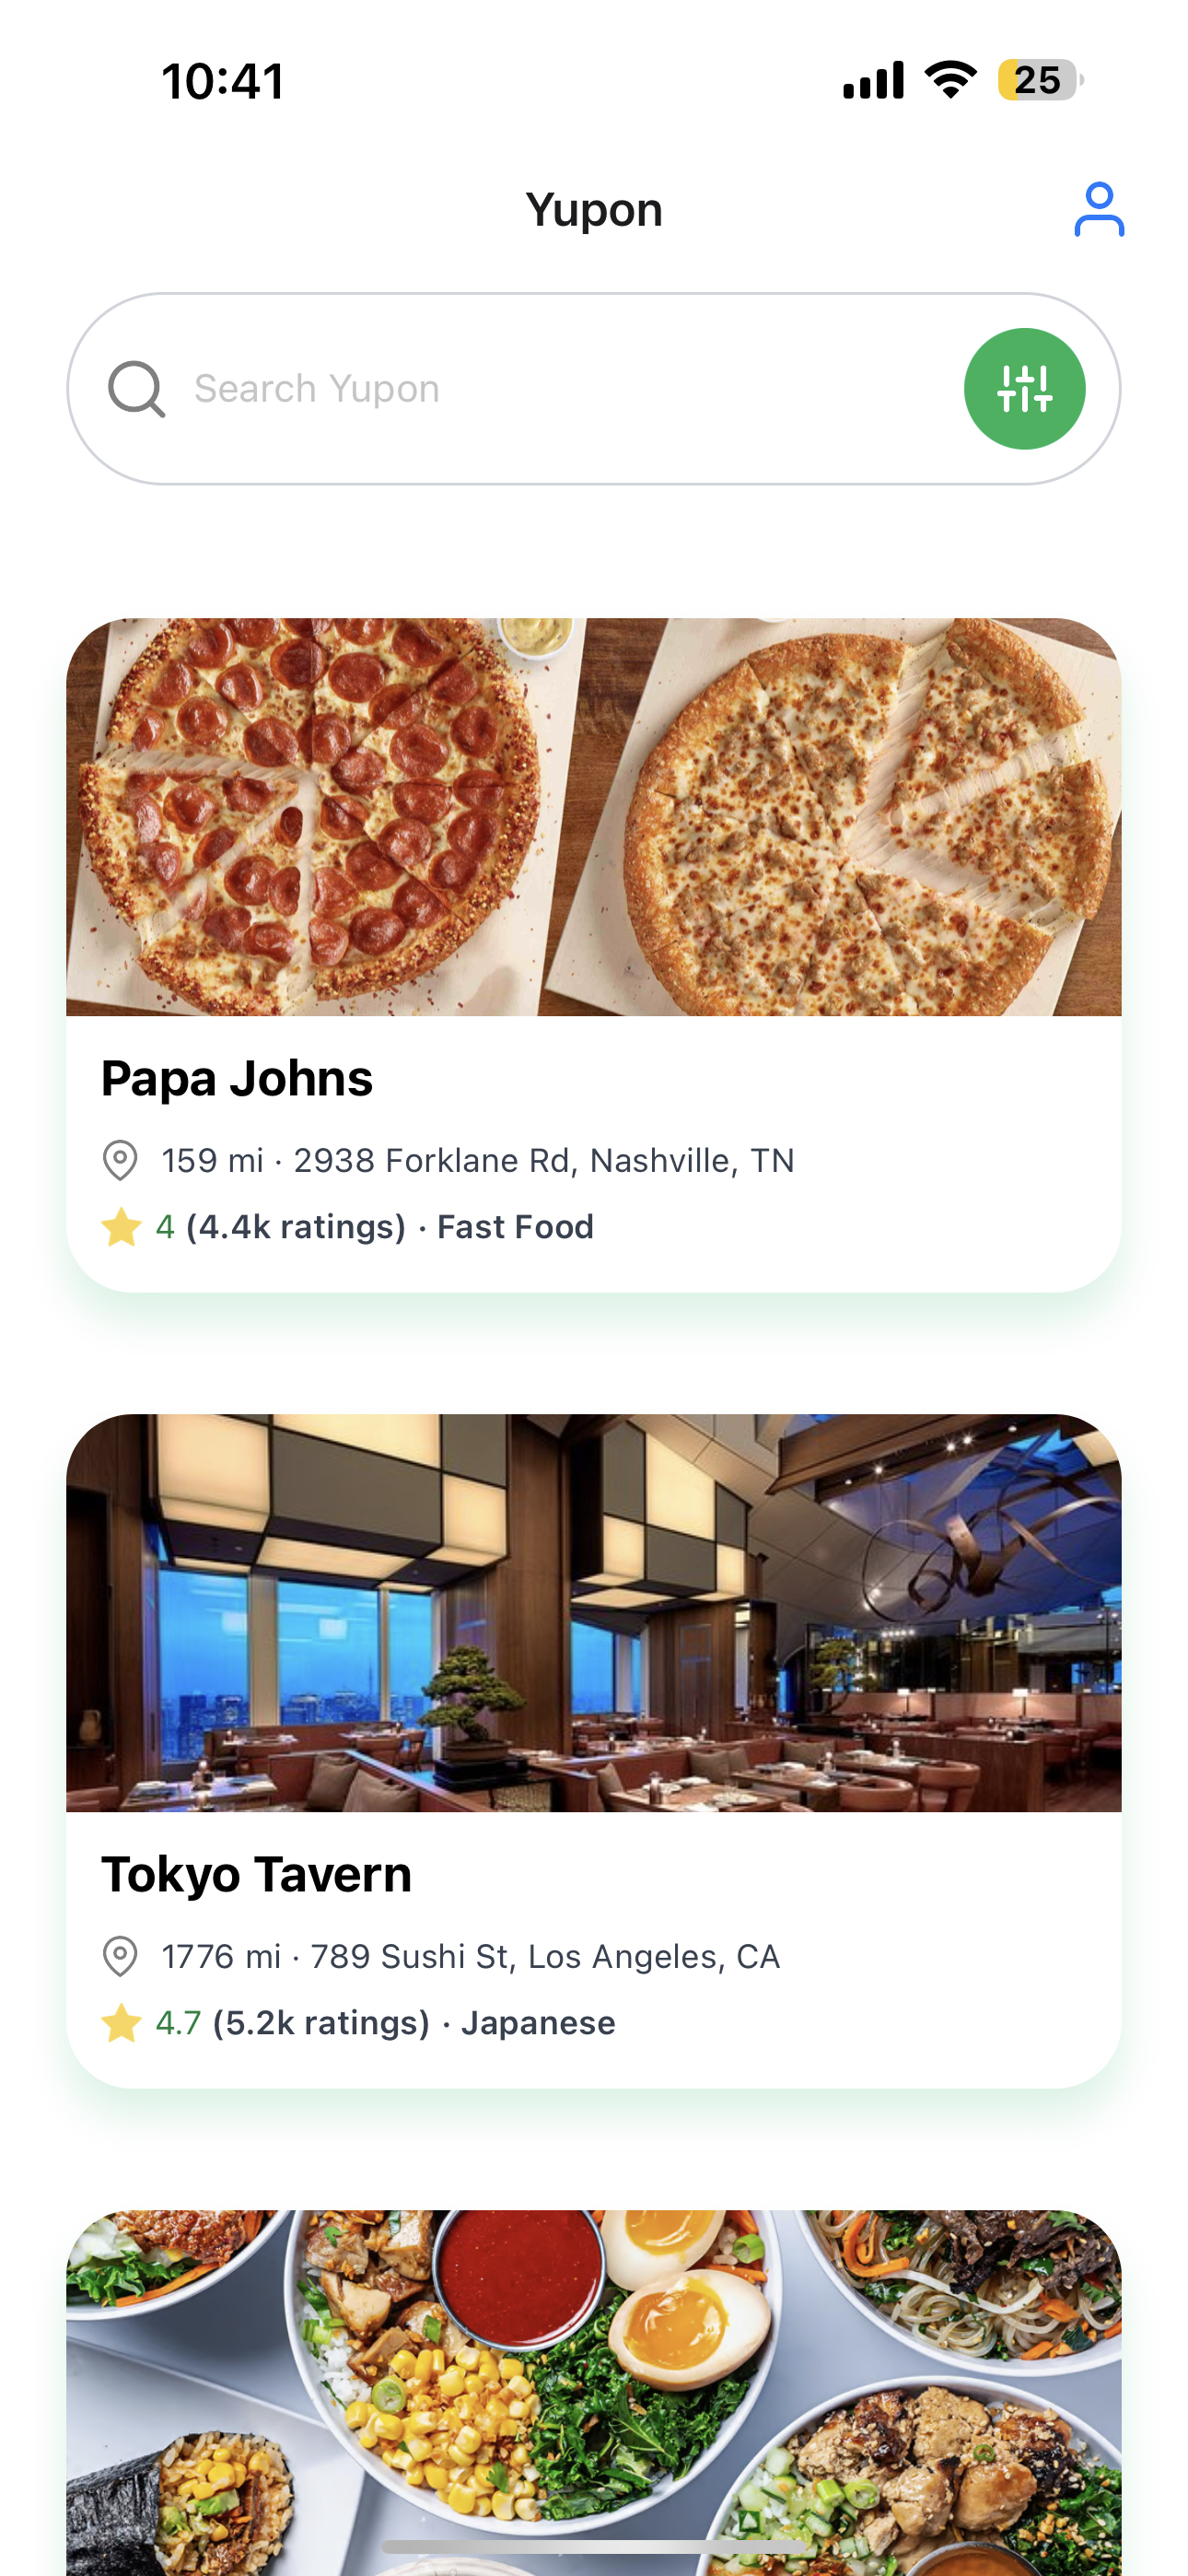 10:41
25
Yupon
Search Yupon
Papa Johns
159 mi · 2938 Forklane Rd, Nashville, TN
4 (4.4k ratings) · Fast Food
Tokyo Tavern
1776 mi · 789 Sushi St, Los Angeles, CA
4.7 (5.2k ratings) · Japanese